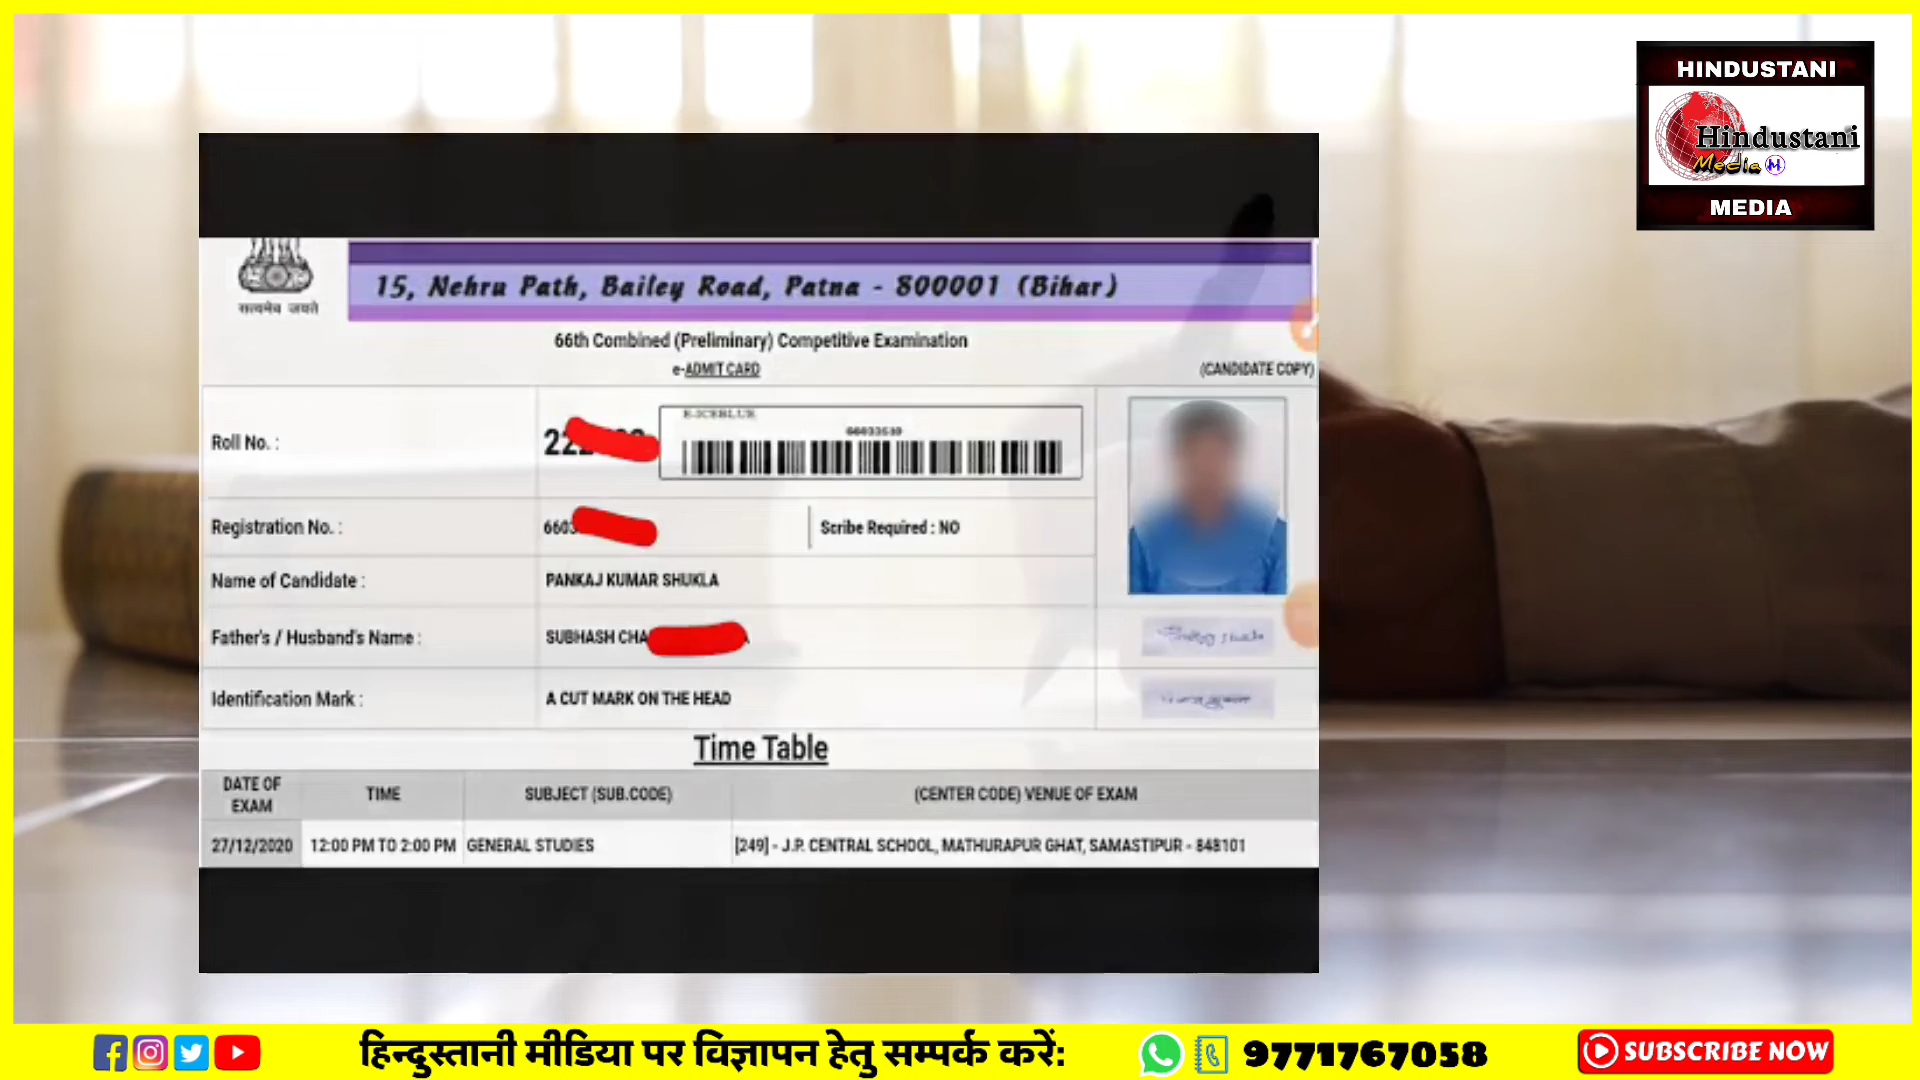 HINDUSTANI
Hindustani
Media M
MEDIA
सत्यमेव जयते
15, Nehru Path, Bailey Road, Patna - 800001 (Bihar)
66th Combined (Preliminary) Competitive Examination
e-ADMIT CARD
(CANDIDATE COPY)
Roll No. :
22
Registration No. :
660
Scribe Required : NO
Name of Candidate :
PANKAJ KUMAR SHUKLA
Father's / Husband's Name :
SUBHASH CHA
Identification Mark :
A CUT MARK ON THE HEAD
Time Table
DATE OF EXAM TIME SUBJECT (SUB.CODE) (CENTER CODE) VENUE OF EXAM
27/12/2020 12:00 PM TO 2:00 PM GENERAL STUDIES [249] - J.P. CENTRAL SCHOOL, MATHURAPUR GHAT, SAMASTIPUR - 848101
हिन्दुस्तानी मीडिया पर विज्ञापन हेतु सम्पर्क करें: 9771767058 SUBSCRIBE NOW